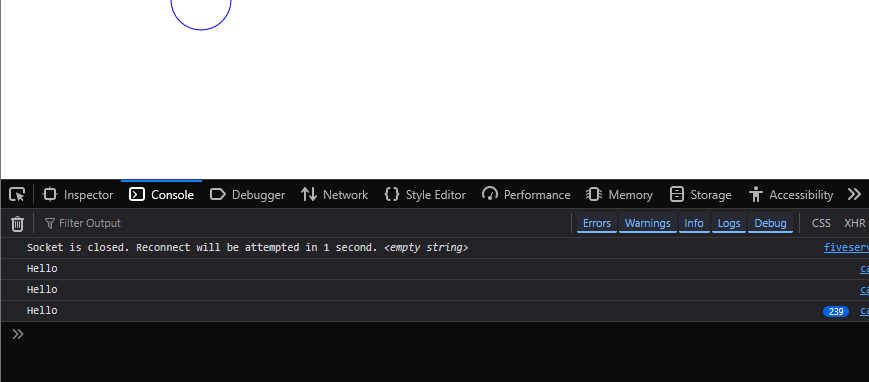 Inspector Console Debugger Network Style Editor Performance Memory Storage Accessibility
Filter Output Errors Warnings Info Logs Debug CSS XHR
Socket is closed. Reconnect will be attempted in 1 second. <empty string> fiveserv
Hello ca
Hello ca
Hello 239 ca